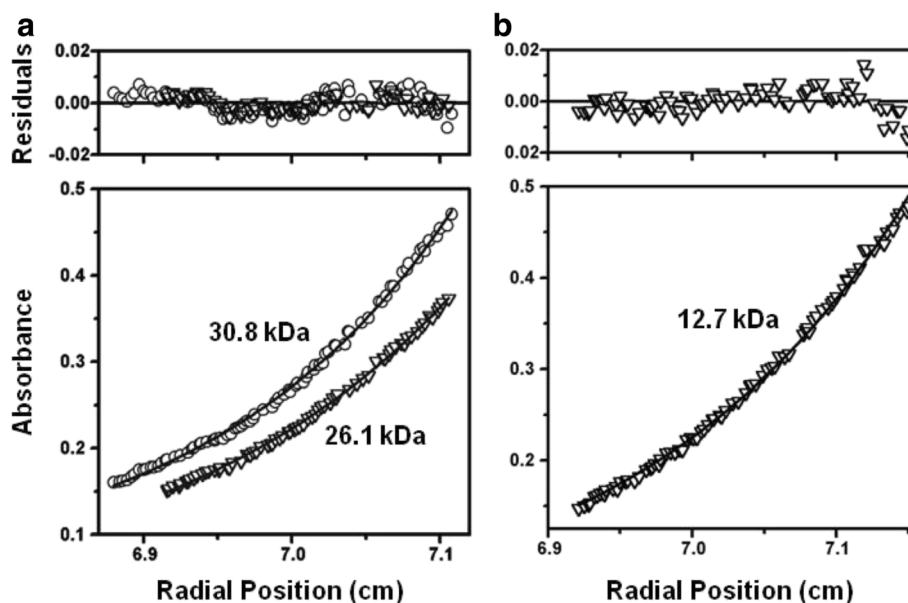 a
b
Residuals
0.02
0.00
-0.02
0.02
0.00
0.02
Absorbance
0.5
0.4
0.3
0.2
0.1
30.8 kDa
26.1 kDa
6.9
7.0
7.1
Radial Position (cm)
0.5
0.4
0.3
0.2
12.7 kDa
6.9
7.0
7.1
Radial Position (cm)